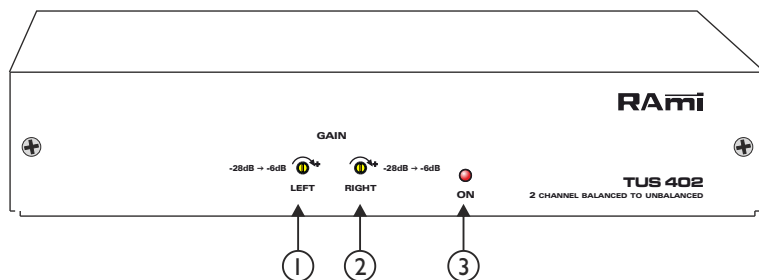 RAmi
GAIN
-28dB → -6dB + + -28dB → -6dB
LEFT RIGHT ON
TUS 402
2 CHANNEL BALANCED TO UNBALANCED
1 2 3